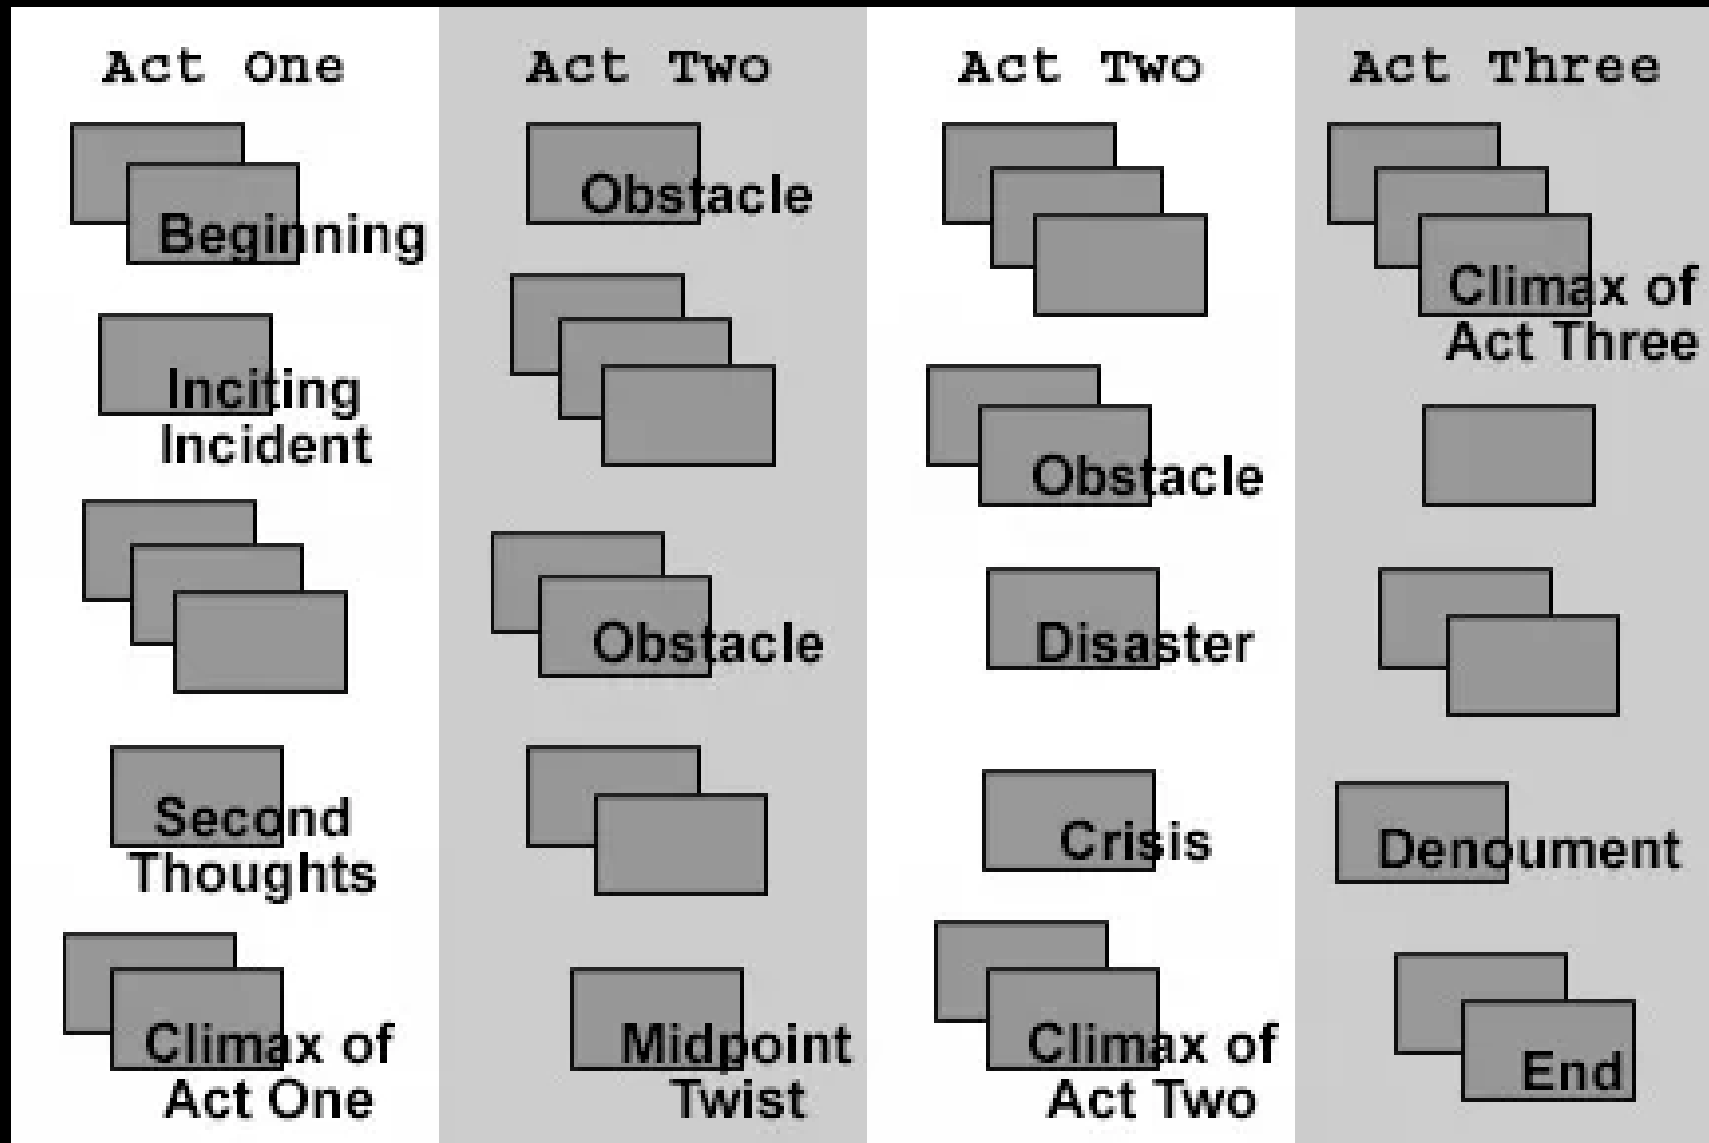 Act One
Beginning
Inciting
Incident
Second
Thoughts
Climax of
Act One
Act Two
Obstacle
Obstacle
Midpoint
Twist
Act Two
Obstacle
Disaster
Crisis
Climax of
Act Two
Act Three
Climax of
Act Three
Denoument
End